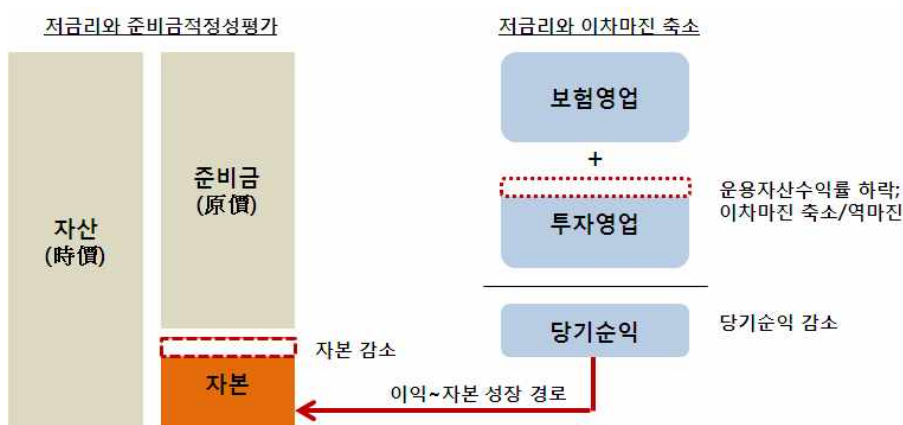 저금리와 준비금적정성평가
자산
(時價)
준비금
(原價)
자본 감소
자본
저금리와 이차마진 축소
보험영업
+
투자영업
운용자산수익률 하락;
이차마진 축소/역마진
당기순익
당기순익 감소
이익~자본 성장 경로